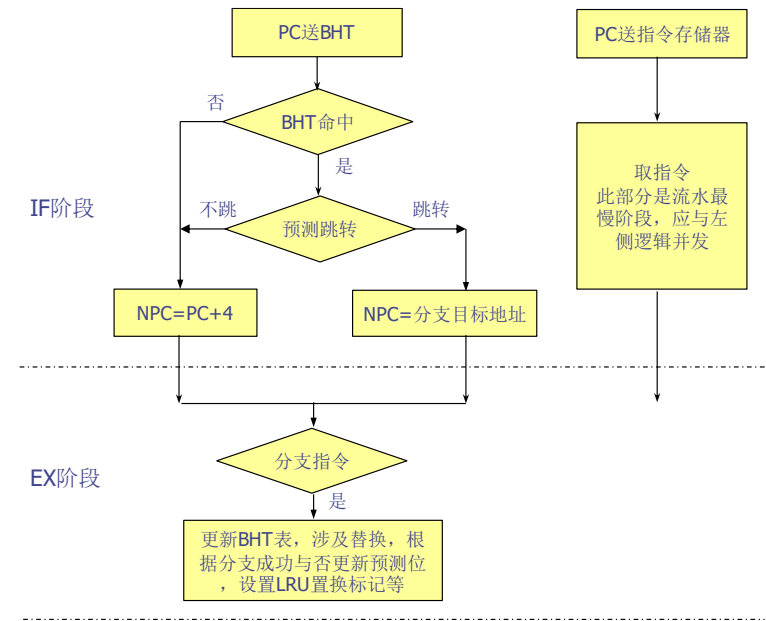 PC送BHT
PC送指令存储器
否
BHT命中
是
取指令
此部分是流水最
慢阶段，应与左
侧逻辑并发
IF阶段
不跳
预测跳转
跳转
NPC=PC+4
NPC=分支目标地址
分支指令
EX阶段
是
更新BHT表，涉及替换，根
据分支成功与否更新预测位
，设置LRU置换标记等